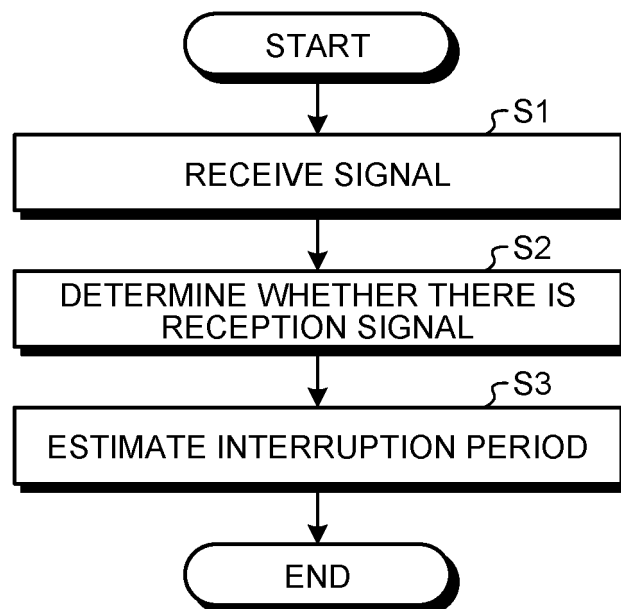 START
S1
RECEIVE SIGNAL
S2
DETERMINE WHETHER THERE IS
RECEPTION SIGNAL
S3
ESTIMATE INTERRUPTION PERIOD
END